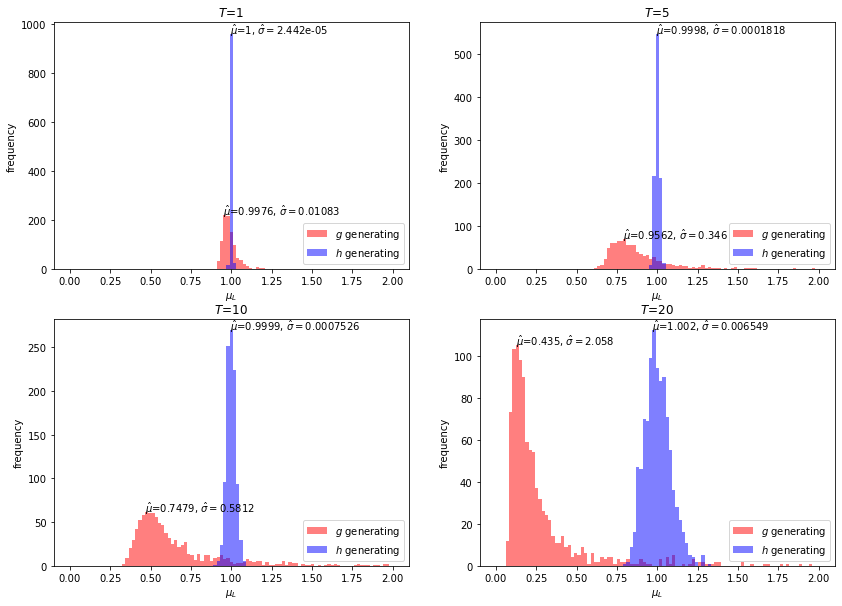 T=1
frequency
1000
800
600
400
200
0
μ̂=1, σ̂ = 2.442e-05
μ̂=0.9976, σ̂ = 0.01083
g generating
h generating
0.00 0.25 0.50 0.75 1.00 1.25 1.50 1.75 2.00
μ_L
T=5
frequency
500
400
300
200
100
0
μ̂=0.9998, σ̂ = 0.0001818
μ̂=0.9562, σ̂ = 0.346
g generating
h generating
0.00 0.25 0.50 0.75 1.00 1.25 1.50 1.75 2.00
μ_L
T=10
frequency
250
200
150
100
50
0
μ̂=0.9999, σ̂ = 0.0007526
μ̂=0.7479, σ̂ = 0.5812
g generating
h generating
0.00 0.25 0.50 0.75 1.00 1.25 1.50 1.75 2.00
μ_L
T=20
frequency
100
80
60
40
20
0
μ̂=0.435, σ̂ = 2.058
μ̂=1.002, σ̂ = 0.006549
g generating
h generating
0.00 0.25 0.50 0.75 1.00 1.25 1.50 1.75 2.00
μ_L